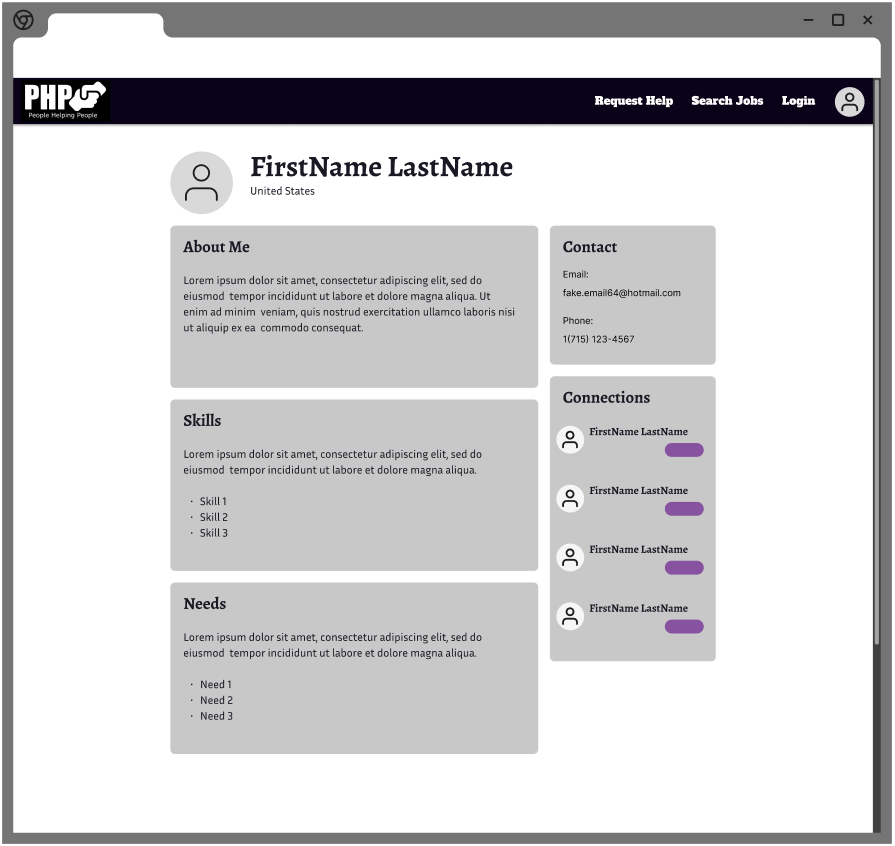 PHP
People Helping People
Request Help Search Jobs Login
FirstName LastName
United States
About Me
Lorem ipsum dolor sit amet, consectetur adipiscing elit, sed do
eiusmod tempor incididunt ut labore et dolore magna aliqua. Ut
enim ad minim veniam, quis nostrud exercitation ullamco laboris nisi
ut aliquip ex ea commodo consequat.
Skills
Lorem ipsum dolor sit amet, consectetur adipiscing elit, sed do
eiusmod tempor incididunt ut labore et dolore magna aliqua.
· Skill 1
· Skill 2
· Skill 3
Needs
Lorem ipsum dolor sit amet, consectetur adipiscing elit, sed do
eiusmod tempor incididunt ut labore et dolore magna aliqua.
· Need 1
· Need 2
· Need 3
Contact
Email:
fake.email64@hotmail.com
Phone:
1(715) 123-4567
Connections
FirstName LastName
FirstName LastName
FirstName LastName
FirstName LastName